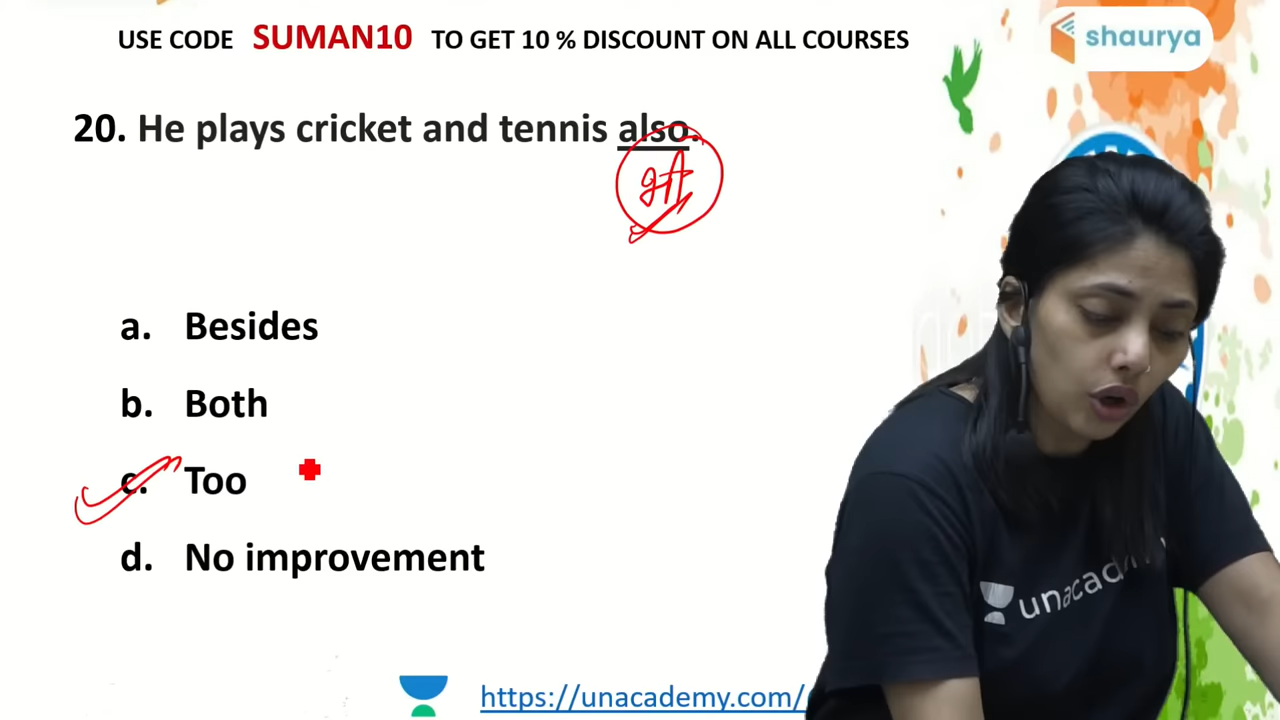 USE CODE SUMAN10 TO GET 10 % DISCOUNT ON ALL COURSES
shaurya
20. He plays cricket and tennis also.
a. Besides
b. Both
c. Too
d. No improvement
unacademy
https://unacademy.com/